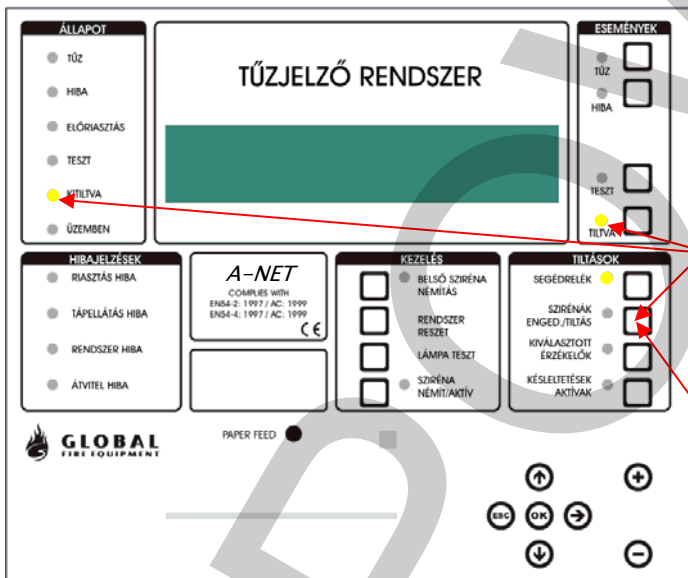 ÁLLAPOT
TŰZ
HIBA
ELŐRIASZTÁS
TESZT
KITILTVA
ÜZEMBEN
TŰZJELZŐ RENDSZER
ESEMÉNYEK
TŰZ
HIBA
TESZT
TILTVA
HIBAJELZÉSEK
RIASZTÁS HIBA
TÁPELLÁTÁS HIBA
RENDSZER HIBA
ÁTVITEL HIBA
A-NET
COMPLIES WITH
EN54-2: 1997 / AC: 1999
EN54-4: 1997 / AC: 1999
CE
KEZELÉS
BELSŐ SZIRÉNA
NÉMÍTÁS
RENDSZER
RESZET
LÁMPA TESZT
SZIRÉNA
NÉMÍT/AKTÍV
TILTÁSOK
SEGÉDRELÉK
SZIRÉNÁK
ENGED./TILTÁS
KIVÁLASZTOTT
ÉRZÉKELŐK
KÉSLELTETÉSEK
AKTÍVAK
GLOBAL
FIRE EQUIPMENT
PAPER FEED
ESC
OK